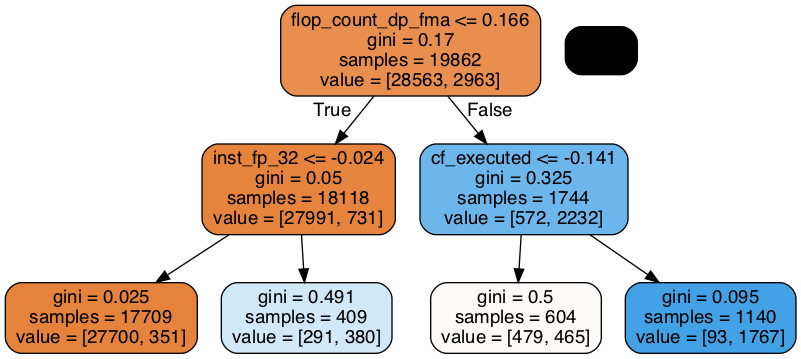 flop_count_dp_fma <= 0.166
gini = 0.17
samples = 19862
value = [28563, 2963]
True
False
inst_fp_32 <= -0.024
gini = 0.05
samples = 18118
value = [27991, 731]
cf_executed <= -0.141
gini = 0.325
samples = 1744
value = [572, 2232]
gini = 0.025
samples = 17709
value = [27700, 351]
gini = 0.491
samples = 409
value = [291, 380]
gini = 0.5
samples = 604
value = [479, 465]
gini = 0.095
samples = 1140
value = [93, 1767]